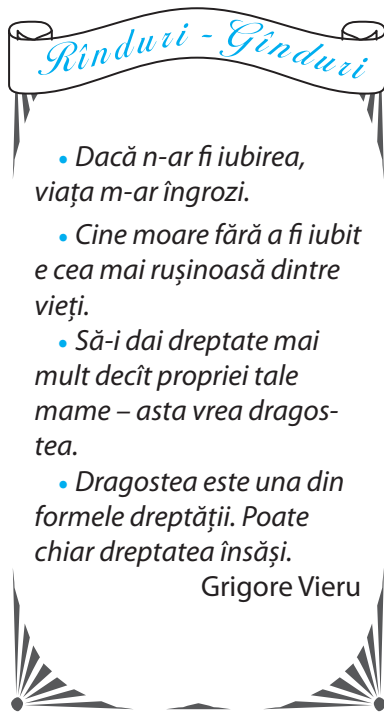 Rînduri - Gînduri
• Dacă n-ar fi iubirea,
viața m-ar îngrozi.
• Cine moare fără a fi iubit
e cea mai rușinoasă dintre
vieți.
• Să-i dai dreptate mai
mult decît propriei tale
mame – asta vrea dragos-
tea.
• Dragostea este una din
formele dreptății. Poate
chiar dreptatea însăși.
Grigore Vieru